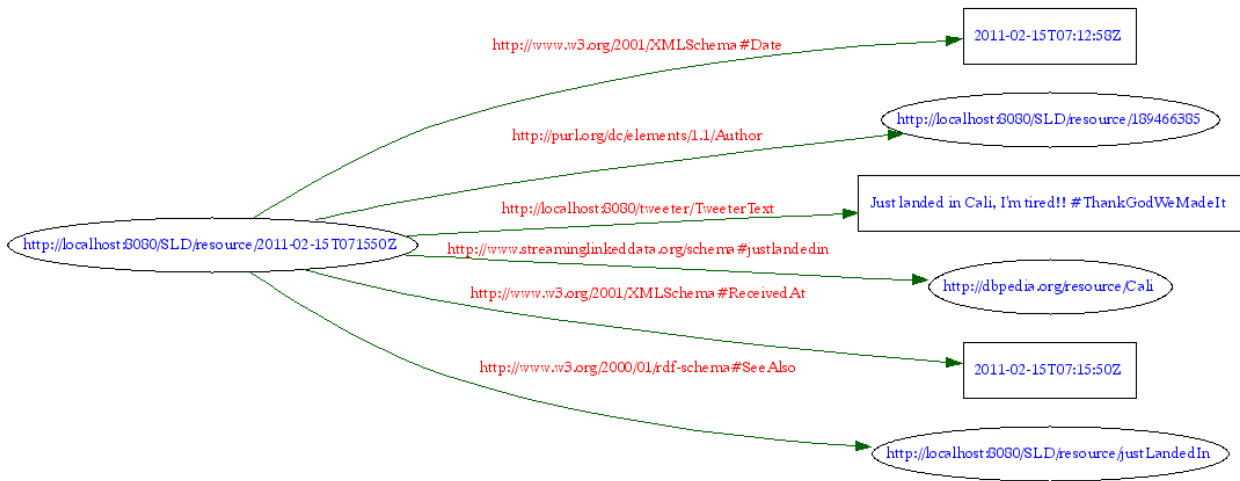 http://www.w3.org/2001/XMLSchema#Date
2011-02-15T07:12:58Z
http://purl.org/dc/elements/1.1/Author
http://localhost:8080/SLD/resource/189466385
http://localhost:8080/tweeter/TweeterText
Just landed in Cali, I'm tired!! #ThankGodWeMadeIt
http://localhost:8080/SLD/resource/2011-02-15T071550Z
http://www.streaminglinkeddata.org/schema#justlandedin
http://dbpedia.org/resource/Cali
http://www.w3.org/2001/XMLSchema#ReceivedAt
2011-02-15T07:15:50Z
http://www.w3.org/2000/01/rdf-schema#SeeAlso
http://localhost:8080/SLD/resource/justLandedIn